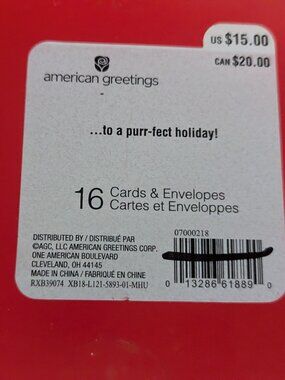 US $15.00
CAN $20.00
american greetings
...to a purr-fect holiday!
16 Cards & Envelopes
Cartes et Enveloppes
DISTRIBUTED BY / DISTRIBUÉ PAR
©AGC, LLC AMERICAN GREETINGS CORP.
ONE AMERICAN BOULEVARD
CLEVELAND, OH 44145
MADE IN CHINA / FABRIQUÉ EN CHINE
RXB39074 XB18-L121-5893-01-MHU
07000218
0 13286 61889 0